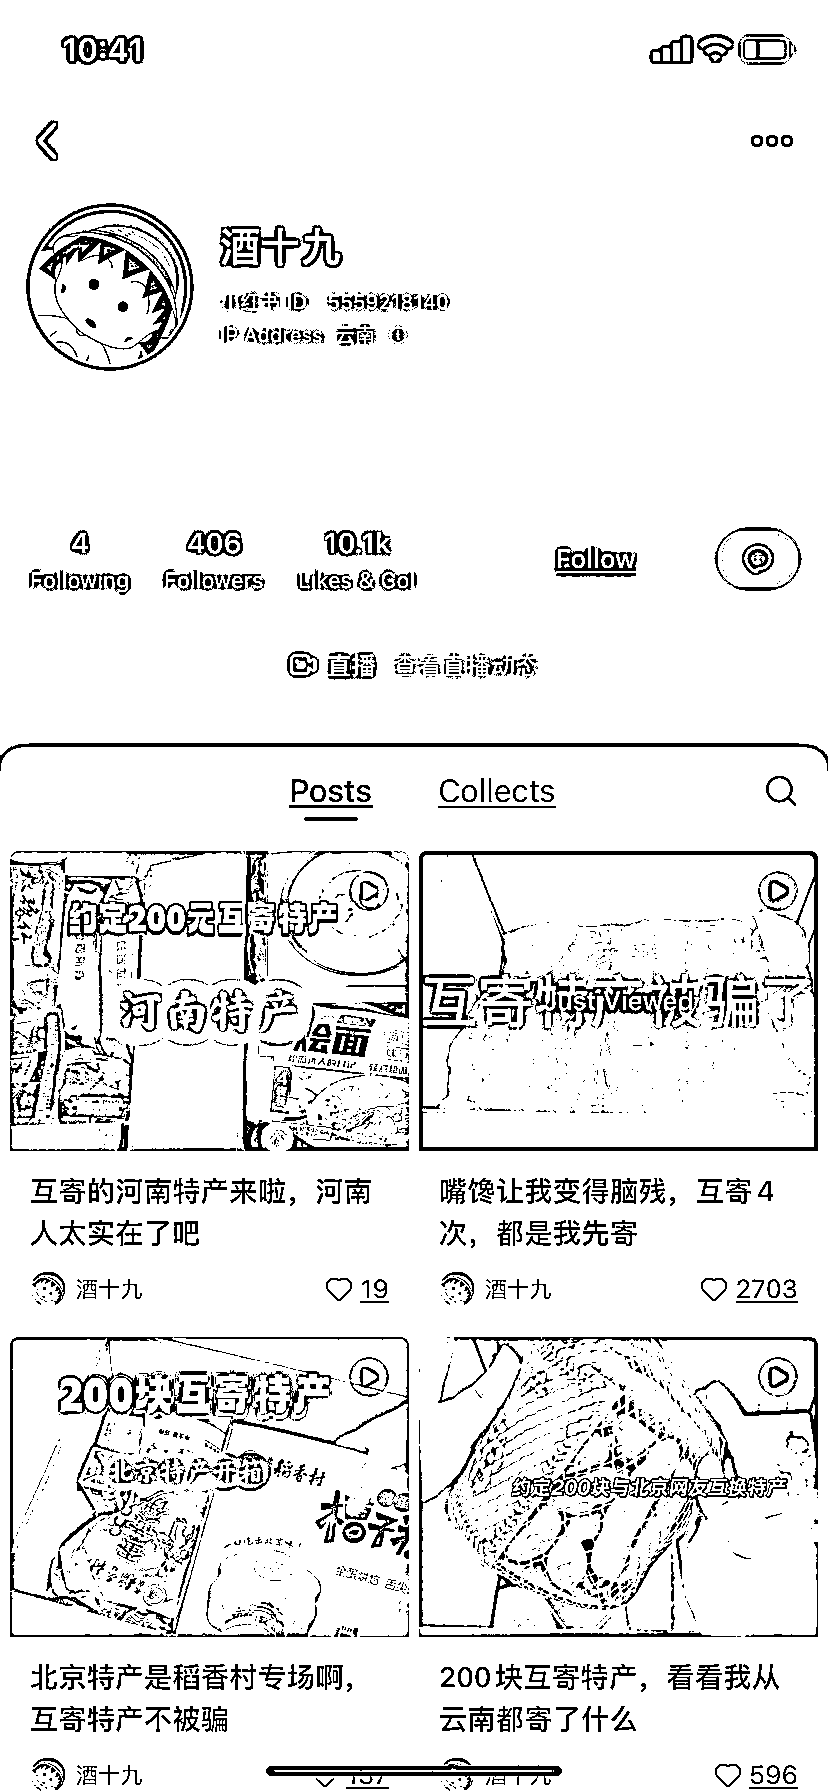 10:41
酒十九
小红书 ID：5559218140
IP Address：云南
4
Following
406
Followers
10.1k
Likes & Col
Follow
直播 查看直播动态
Posts
Collects
约定200元互寄特产
河南特产
烩面
互寄的河南特产来啦，河南
人太实在了吧
酒十九
19
互寄特产被骗了
Just Viewed
嘴馋让我变得脑残，互寄4
次，都是我先寄
酒十九
2703
200块互寄特产
北京特产开箱
稻香村
北京特产是稻香村专场啊，
互寄特产不被骗
酒十九
137
约定200块与北京网友互换特产
200块互寄特产，看看我从
云南都寄了什么
酒十九
596